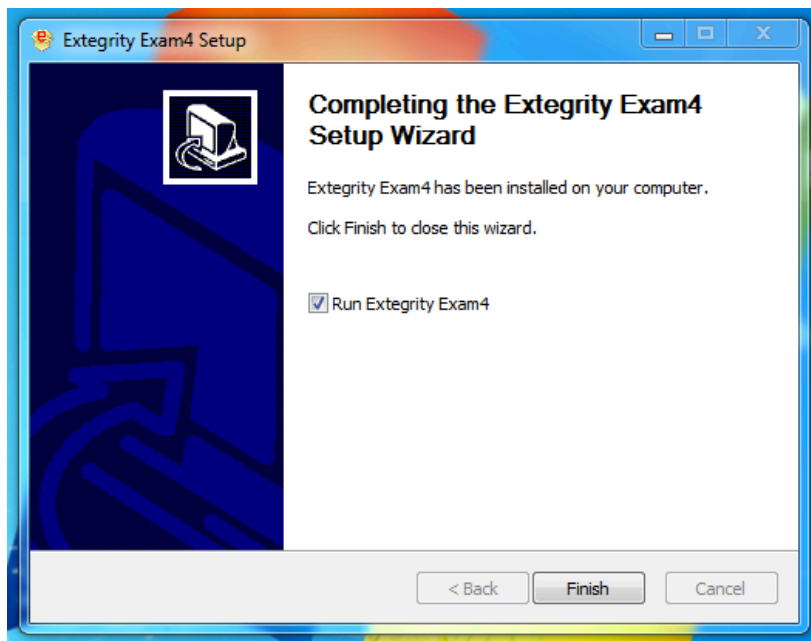 Extegrity Exam4 Setup
Completing the Extegrity Exam4
Setup Wizard
Extegrity Exam4 has been installed on your computer.
Click Finish to close this wizard.
Run Extegrity Exam4
< Back Finish Cancel